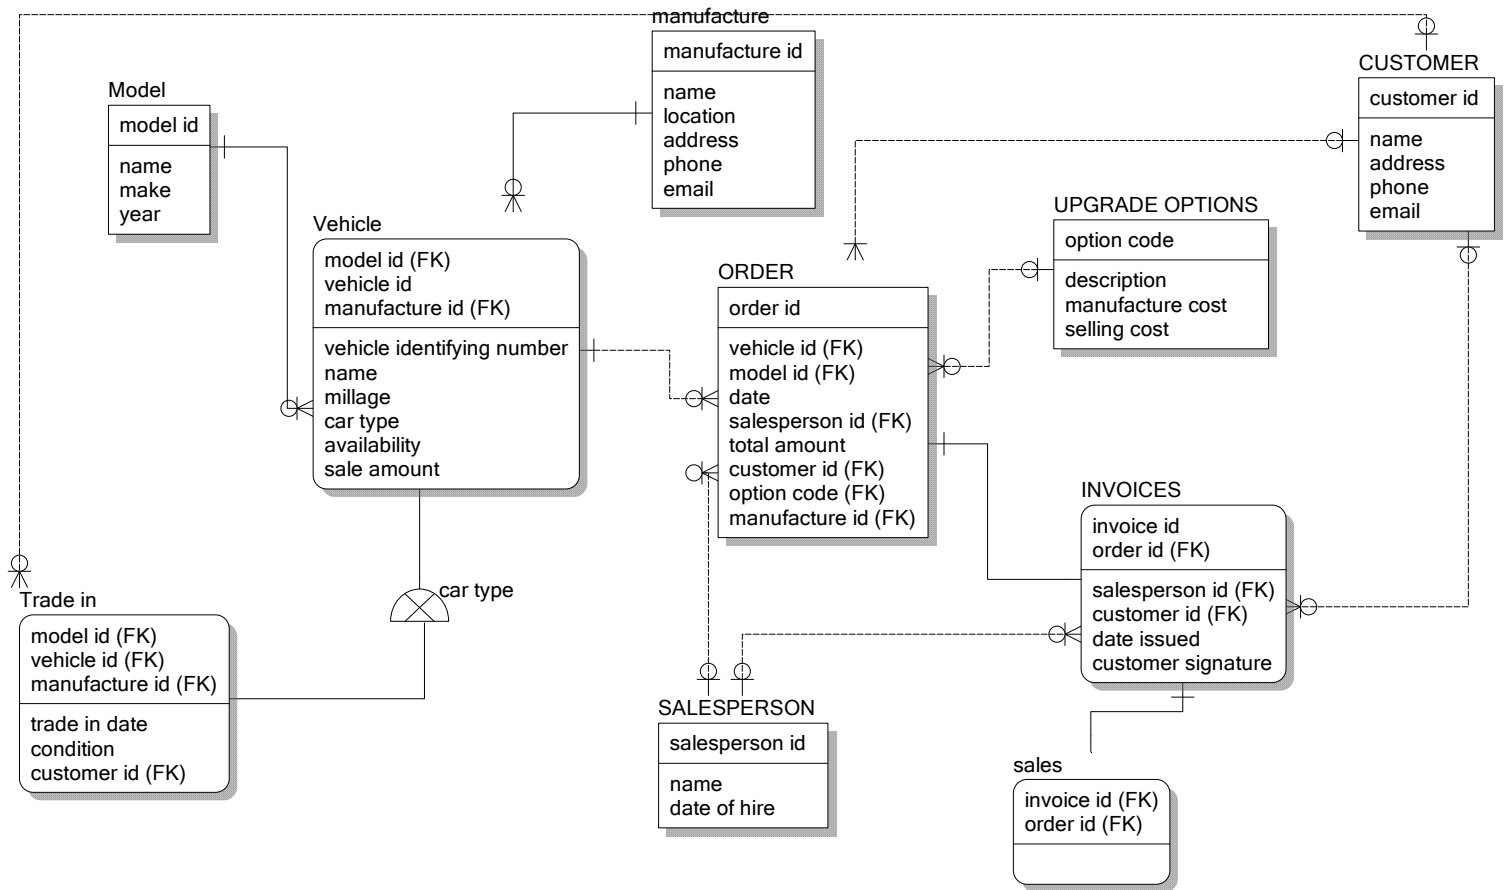 manufacture
manufacture id
name
location
address
phone
email
CUSTOMER
customer id
name
address
phone
email
Model
model id
name
make
year
UPGRADE OPTIONS
option code
description
manufacture cost
selling cost
Vehicle
model id (FK)
vehicle id
manufacture id (FK)
vehicle identifying number
name
millage
car type
availability
sale amount
ORDER
order id
vehicle id (FK)
model id (FK)
date
salesperson id (FK)
total amount
customer id (FK)
option code (FK)
manufacture id (FK)
INVOICES
invoice id
order id (FK)
salesperson id (FK)
customer id (FK)
date issued
customer signature
car type
Trade in
model id (FK)
vehicle id (FK)
manufacture id (FK)
trade in date
condition
customer id (FK)
SALESPERSON
salesperson id
name
date of hire
sales
invoice id (FK)
order id (FK)